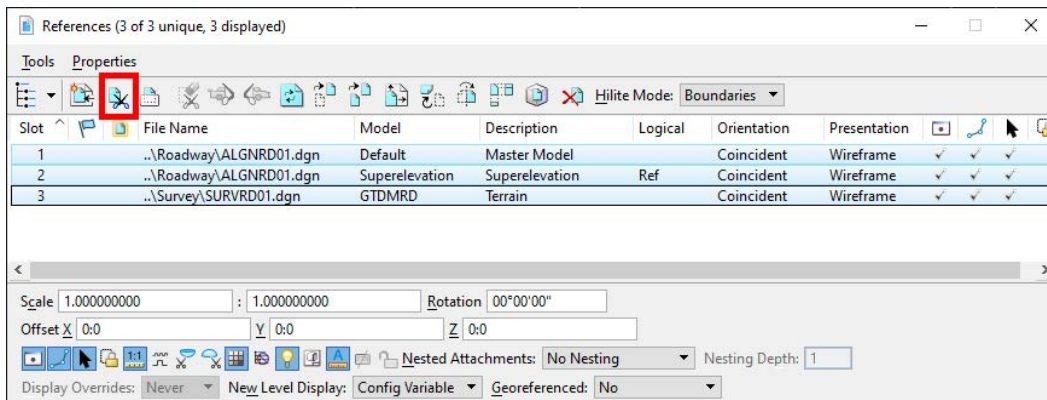 References (3 of 3 unique, 3 displayed)
Tools Properties
Hilite Mode: Boundaries
Slot File Name Model Description Logical Orientation Presentation
1 ..\Roadway\ALGNRD01.dgn Default Master Model Coincident Wireframe
2 ..\Roadway\ALGNRD01.dgn Superelevation Superelevation Ref Coincident Wireframe
3 ..\Survey\SURVRD01.dgn GTDMRD Terrain Coincident Wireframe
Scale 1.000000000 : 1.000000000 Rotation 00°00'00"
Offset X 0:0 Y 0:0 Z 0:0
1:1 A Nested Attachments: No Nesting Nesting Depth: 1
Display Overrides: Never New Level Display: Config Variable Georeferenced: No